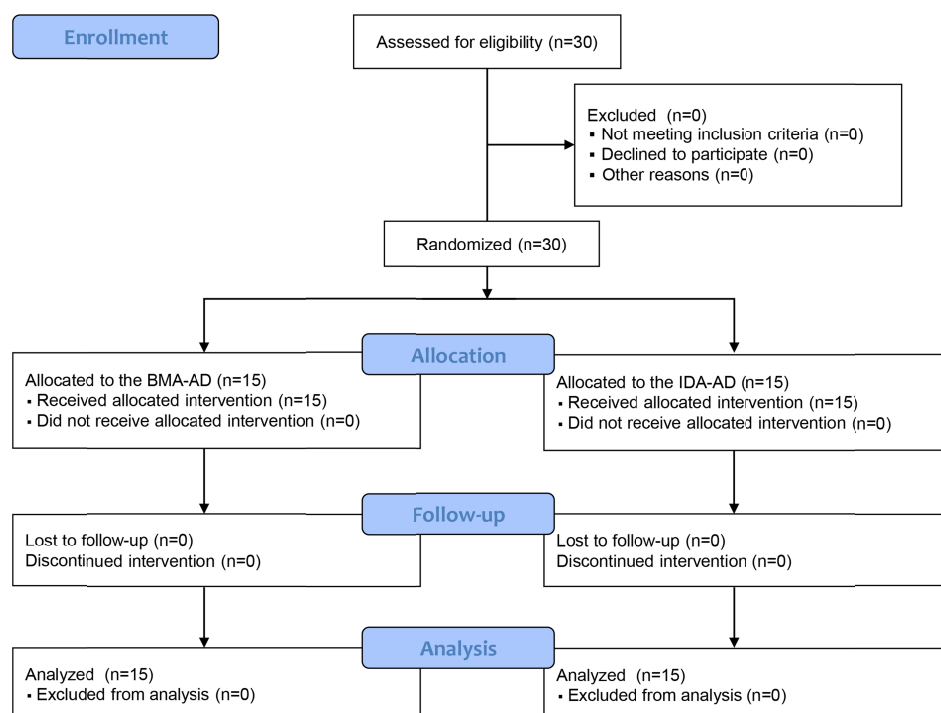 Enrollment
Assessed for eligibility (n=30)
Excluded (n=0)
▪ Not meeting inclusion criteria (n=0)
▪ Declined to participate (n=0)
▪ Other reasons (n=0)
Randomized (n=30)
Allocation
Allocated to the BMA-AD (n=15)
▪ Received allocated intervention (n=15)
▪ Did not receive allocated intervention (n=0)
Allocated to the IDA-AD (n=15)
▪ Received allocated intervention (n=15)
▪ Did not receive allocated intervention (n=0)
Follow-up
Lost to follow-up (n=0)
Discontinued intervention (n=0)
Lost to follow-up (n=0)
Discontinued intervention (n=0)
Analysis
Analyzed (n=15)
▪ Excluded from analysis (n=0)
Analyzed (n=15)
▪ Excluded from analysis (n=0)